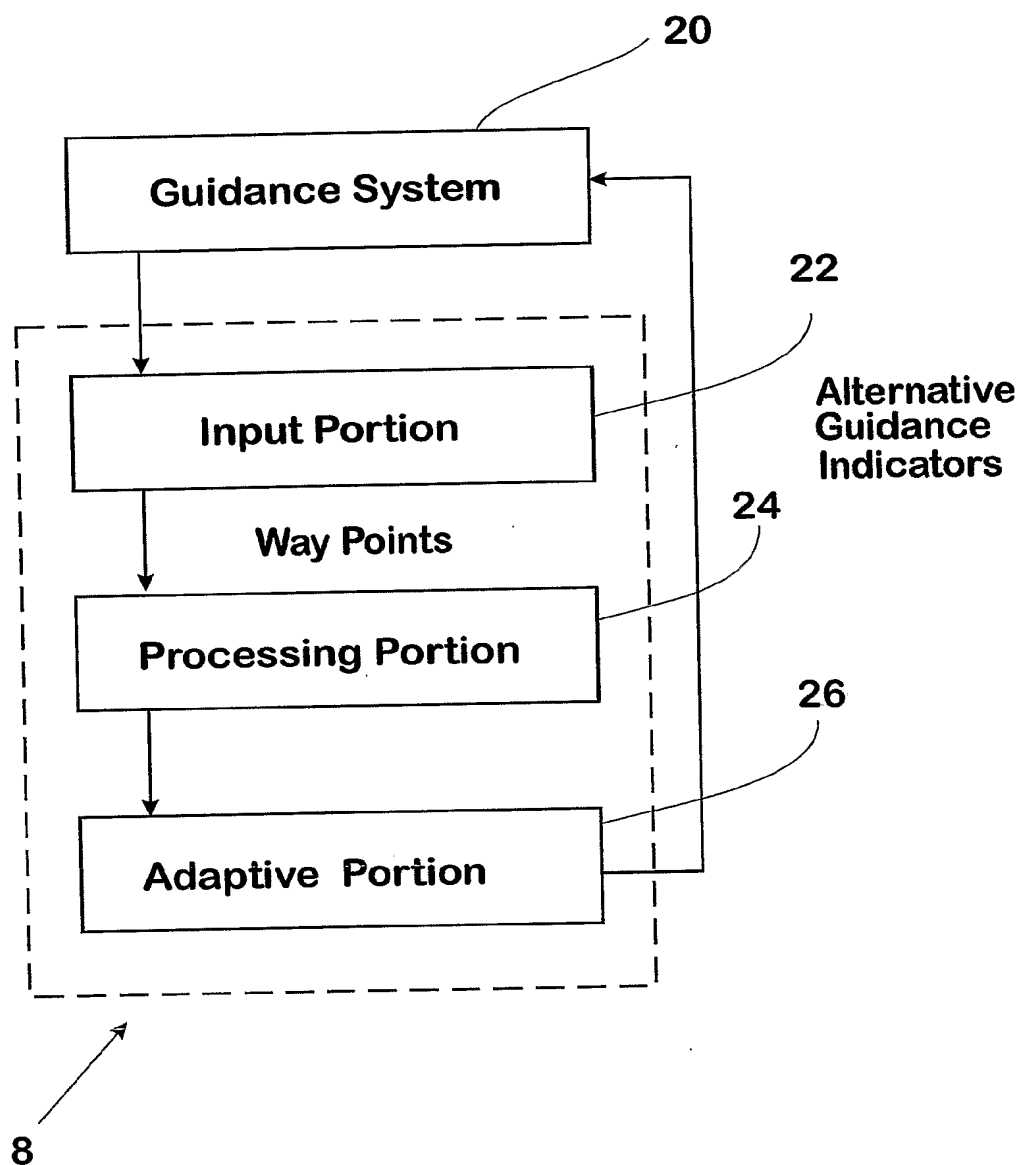 20
Guidance System
22
Input Portion
Alternative
Guidance
Indicators
24
Way Points
Processing Portion
26
Adaptive Portion
8